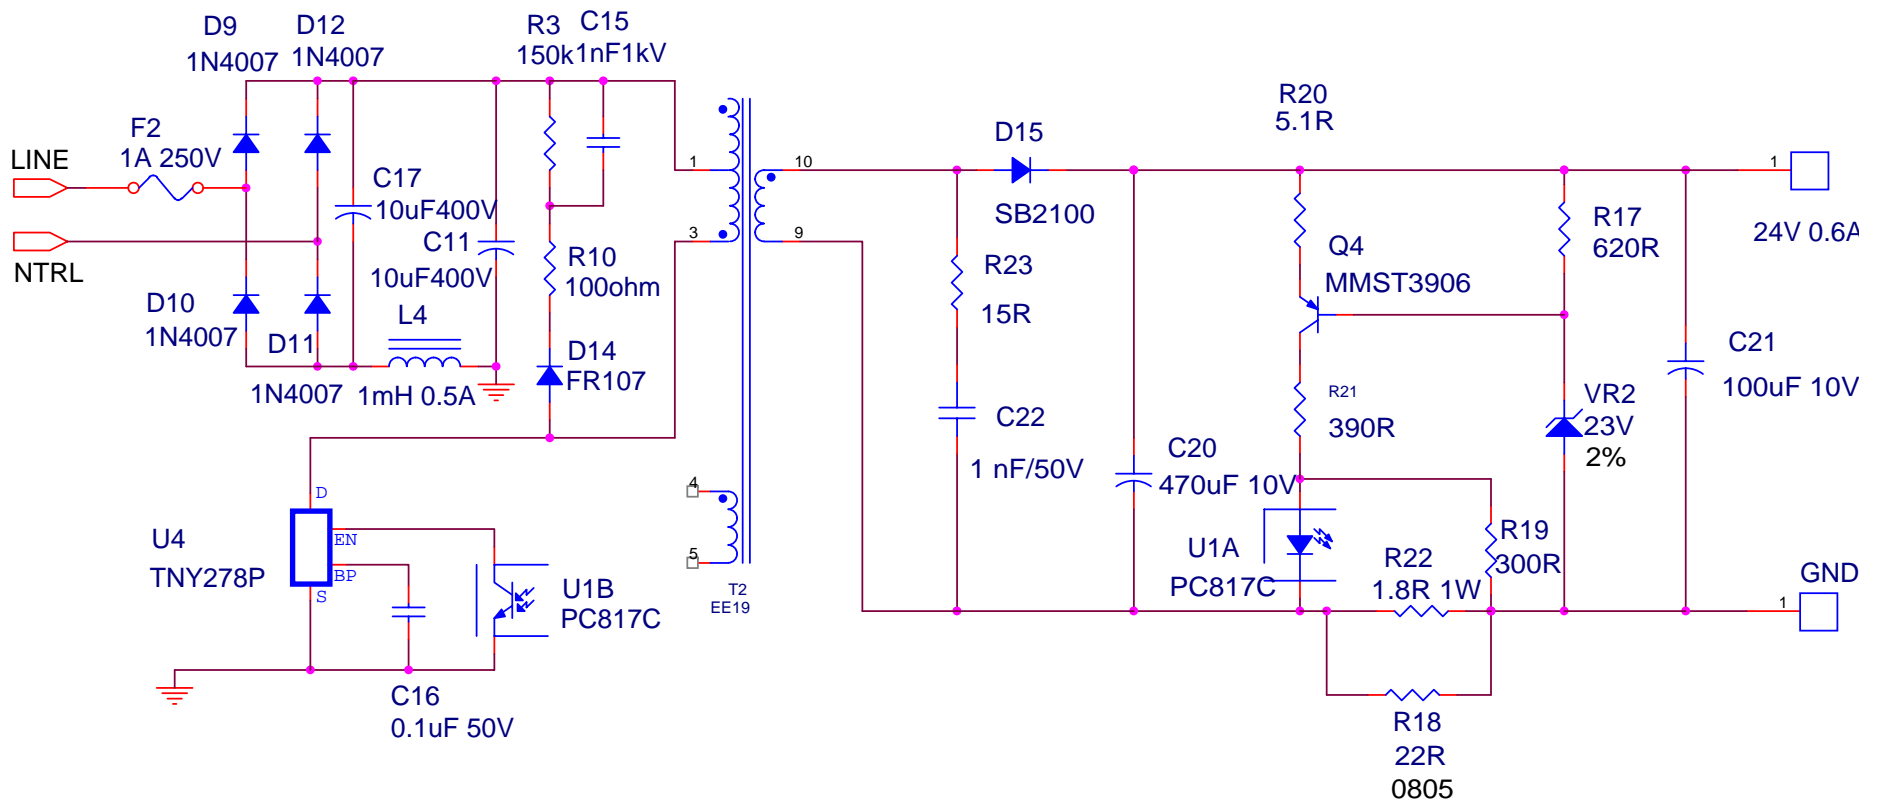 D9
1N4007
D12
1N4007
R3
150k
C15
1nF1kV
F2
1A 250V
LINE
NTRL
C17
10uF400V
C11
10uF400V
R10
100ohm
D10
1N4007
D11
1N4007
L4
1mH 0.5A
D14
FR107
U4
TNY278P
D
EN
BP
S
C16
0.1uF 50V
U1B
PC817C
1
3
4
5
10
9
T2
EE19
D15
SB2100
R23
15R
C22
1 nF/50V
C20
470uF 10V
R20
5.1R
Q4
MMST3906
R21
390R
U1A
PC817C
R22
1.8R 1W
R19
300R
R18
22R
0805
R17
620R
VR2
23V
2%
C21
100uF 10V
1
24V 0.6A
GND
1